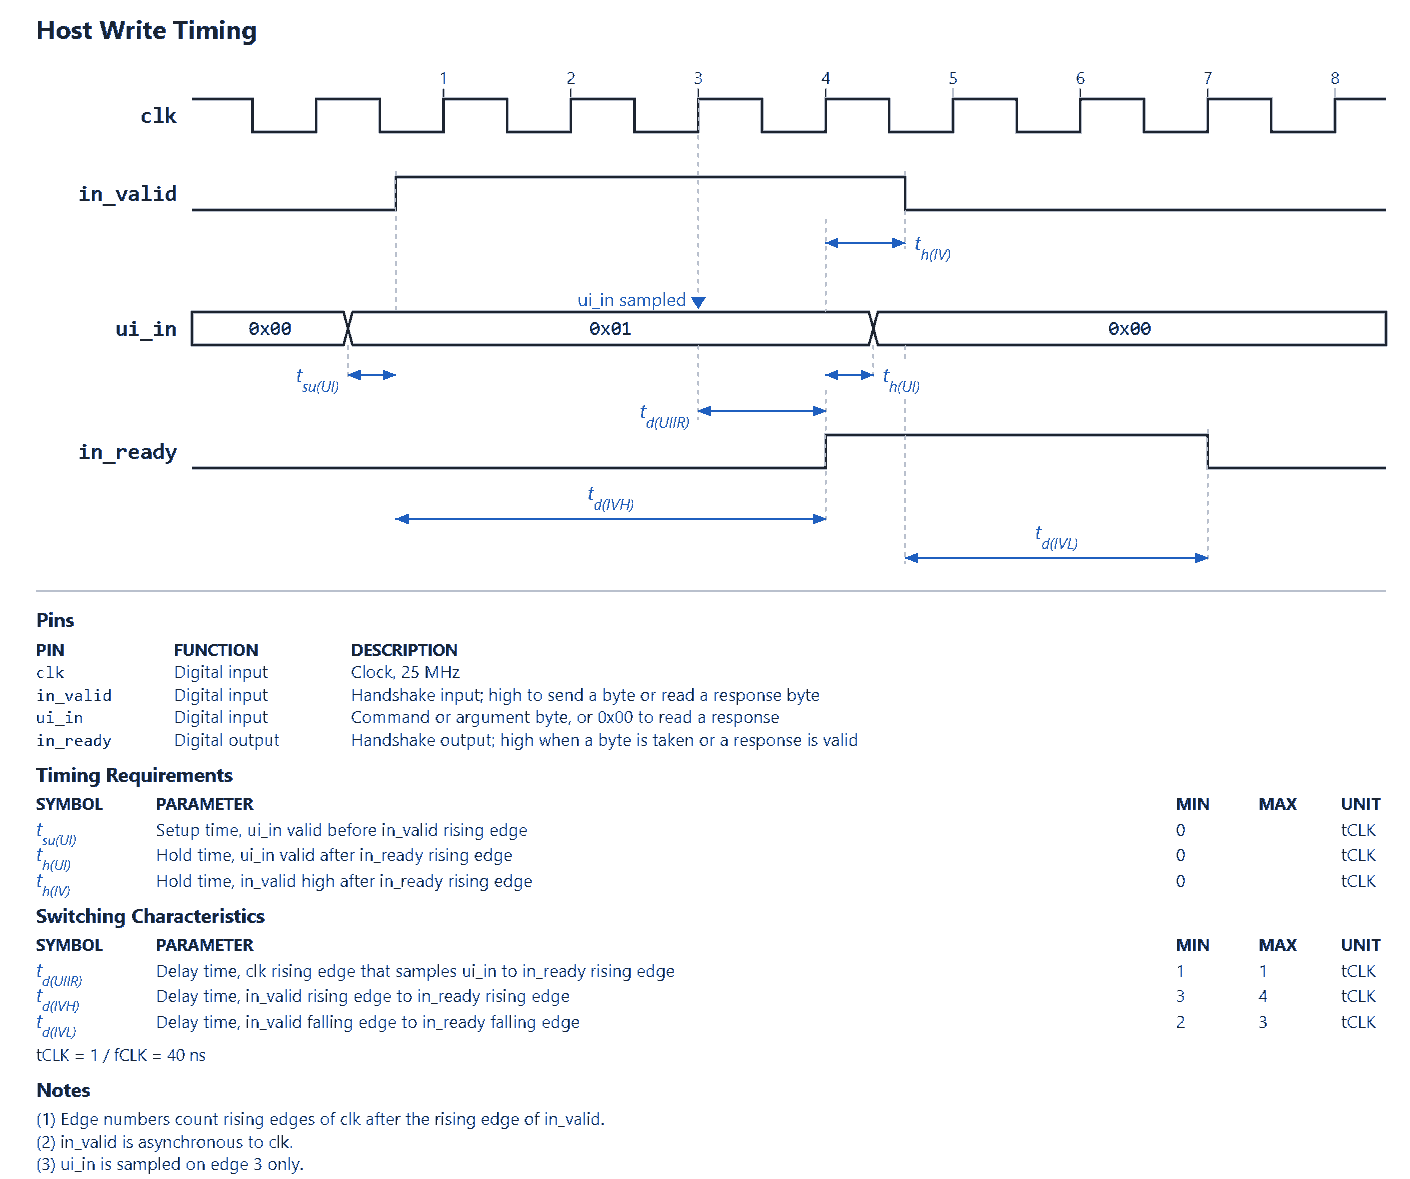 Host Write Timing
1 2 3 4 5 6 7 8
clk
in_valid
t h(IV)
ui_in sampled
ui_in 0x00 0x01 0x00
t su(UI) t h(UI)
t d(UIIR)
in_ready
t d(IVH)
t d(IVL)
Pins
PIN FUNCTION DESCRIPTION
clk Digital input Clock, 25 MHz
in_valid Digital input Handshake input; high to send a byte or read a response byte
ui_in Digital input Command or argument byte, or 0x00 to read a response
in_ready Digital output Handshake output; high when a byte is taken or a response is valid
Timing Requirements
SYMBOL PARAMETER MIN MAX UNIT
t su(UI) Setup time, ui_in valid before in_valid rising edge 0 tCLK
t h(UI) Hold time, ui_in valid after in_ready rising edge 0 tCLK
t h(IV) Hold time, in_valid high after in_ready rising edge 0 tCLK
Switching Characteristics
SYMBOL PARAMETER MIN MAX UNIT
t d(UIIR) Delay time, clk rising edge that samples ui_in to in_ready rising edge 1 1 tCLK
t d(IVH) Delay time, in_valid rising edge to in_ready rising edge 3 4 tCLK
t d(IVL) Delay time, in_valid falling edge to in_ready falling edge 2 3 tCLK
tCLK = 1 / fCLK = 40 ns
Notes
(1) Edge numbers count rising edges of clk after the rising edge of in_valid.
(2) in_valid is asynchronous to clk.
(3) ui_in is sampled on edge 3 only.